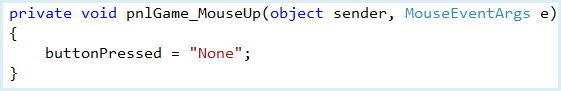 private void pnlGame_MouseUp(object sender, MouseEventArgs e)
{
    buttonPressed = "None";
}